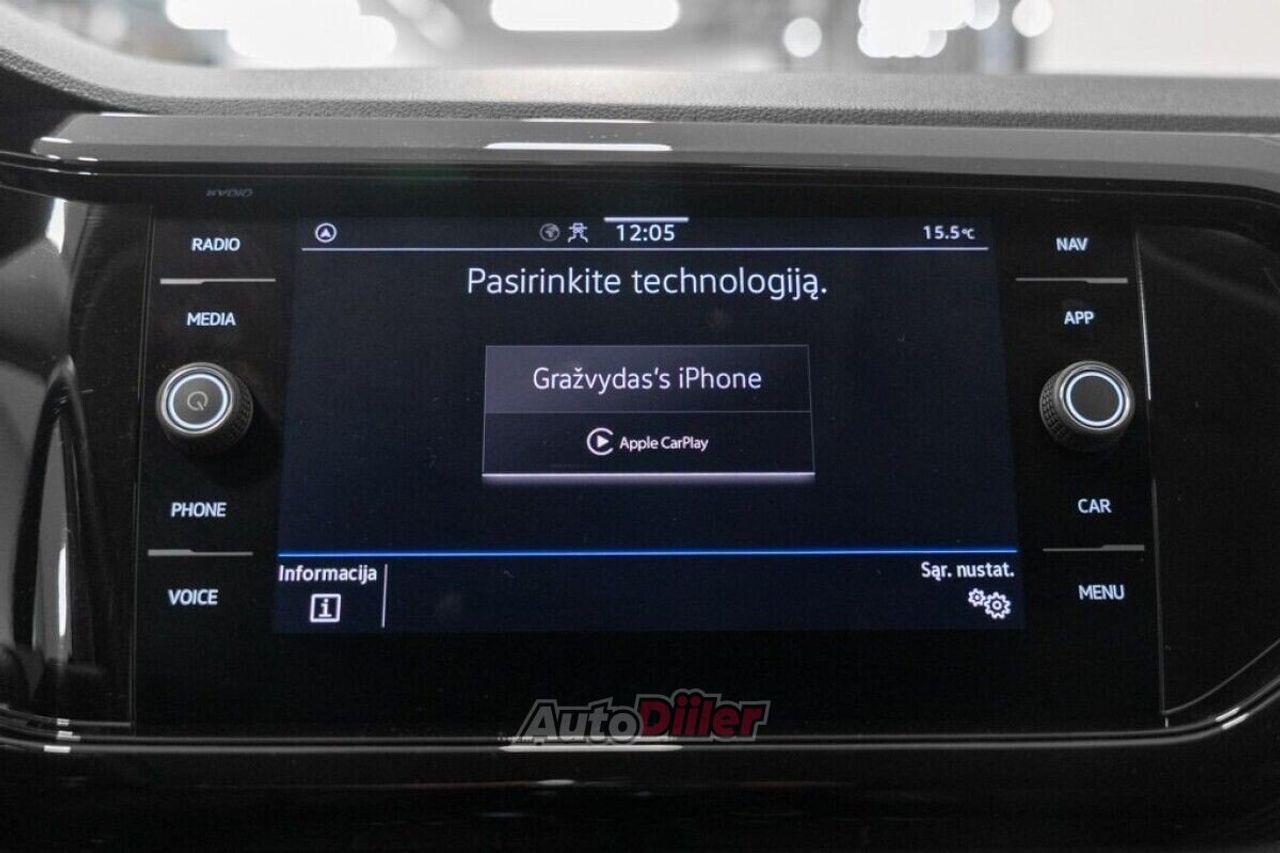 RADIO
MEDIA
PHONE
VOICE
12:05
15.5°C
Pasirinkite technologiją.
Gražvydas's iPhone
Apple CarPlay
Informacija
Sąr. nustat.
NAV
APP
CAR
MENU
AutoDiiler